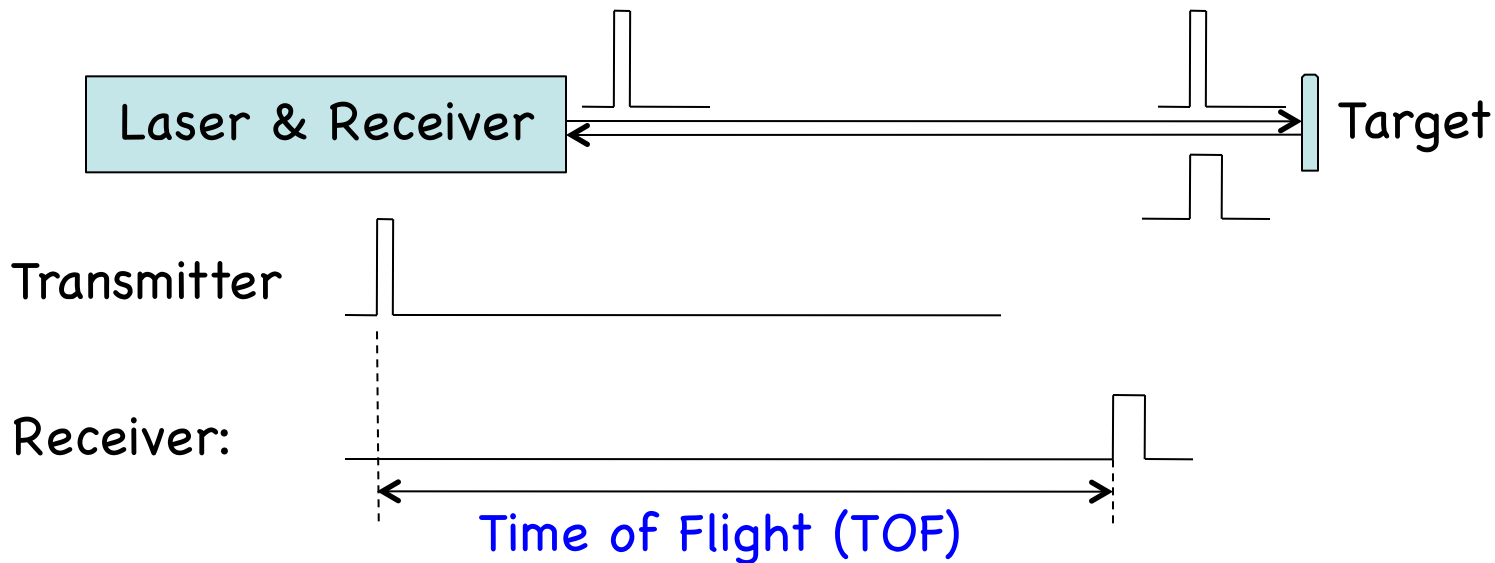 Laser & Receiver
Target
Transmitter
Receiver:
Time of Flight (TOF)